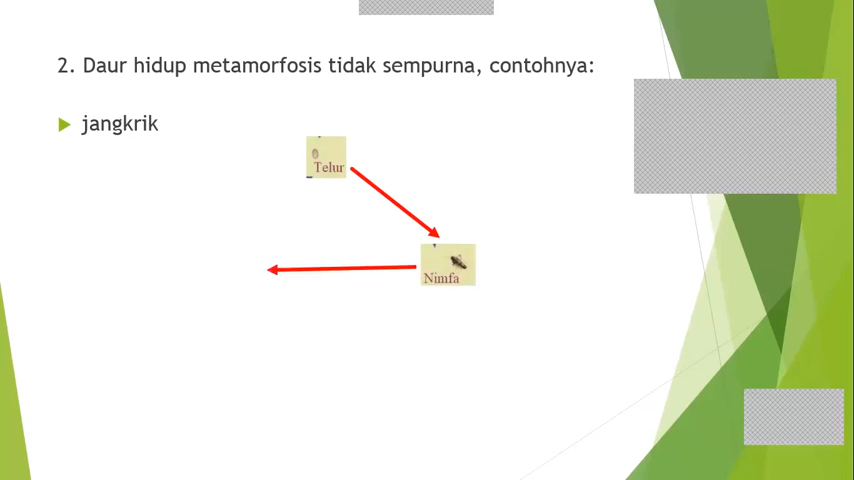 2. Daur hidup metamorfosis tidak sempurna, contohnya:
jangkrik
Telur
Nimfa